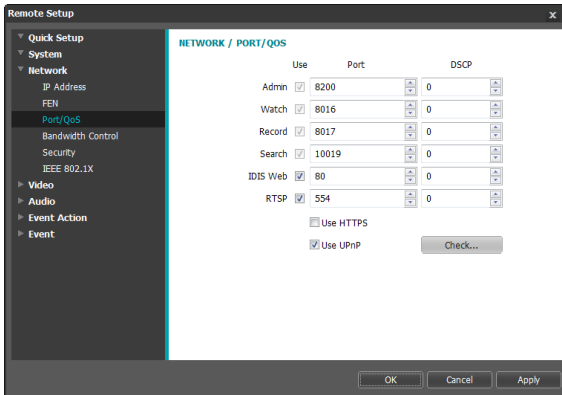 Remote Setup x
Quick Setup
System
Network
IP Address
FEN
Port/QoS
Bandwidth Control
Security
IEEE 802.1X
Video
Audio
Event Action
Event
NETWORK / PORT/QOS
Use Port DSCP
Admin 8200 0
Watch 8016 0
Record 8017 0
Search 10019 0
IDIS Web 80 0
RTSP 554 0
Use HTTPS
Use UPnP Check...
OK Cancel Apply